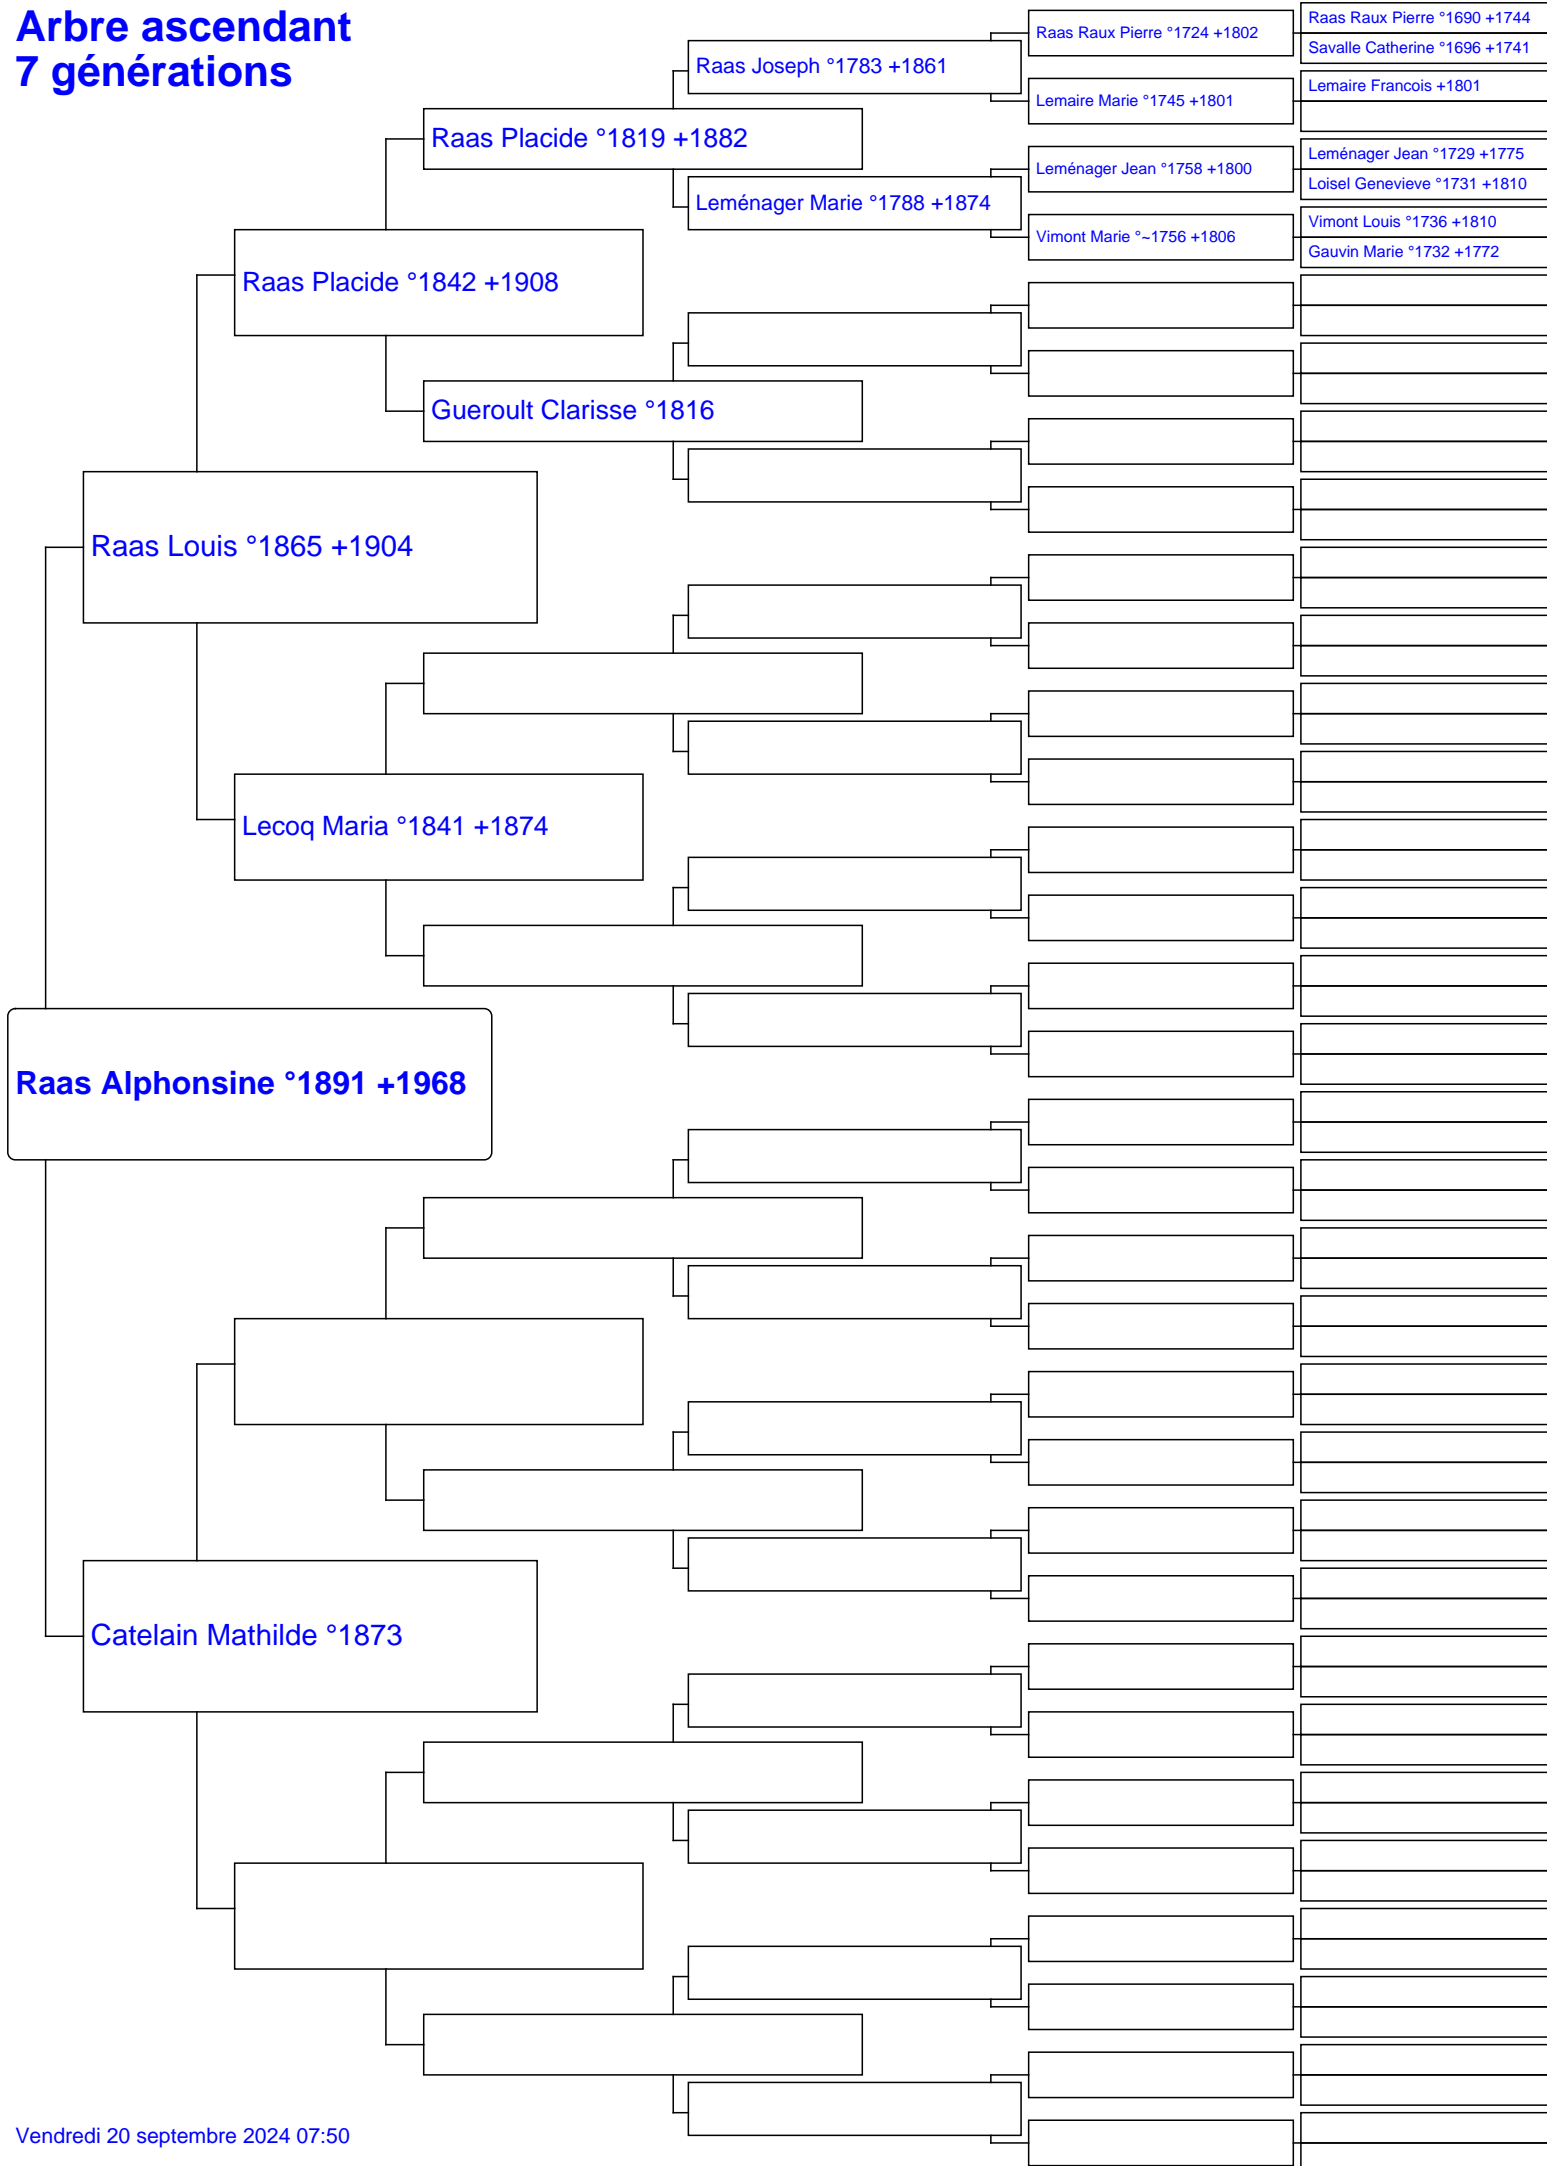 Arbre ascendant
7 générations
Raas Raux Pierre °1690 +1744
Raas Raux Pierre °1724 +1802
Savalle Catherine °1696 +1741
Raas Joseph °1783 +1861
Lemaire Francois +1801
Lemaire Marie °1745 +1801
Raas Placide °1819 +1882
Leménager Jean °1729 +1775
Leménager Jean °1758 +1800
Loisel Genevieve °1731 +1810
Leménager Marie °1788 +1874
Vimont Louis °1736 +1810
Vimont Marie °~1756 +1806
Gauvin Marie °1732 +1772
Raas Placide °1842 +1908
Gueroult Clarisse °1816
Raas Louis °1865 +1904
Lecoq Maria °1841 +1874
Raas Alphonsine °1891 +1968
Catelain Mathilde °1873
Vendredi 20 septembre 2024 07:50